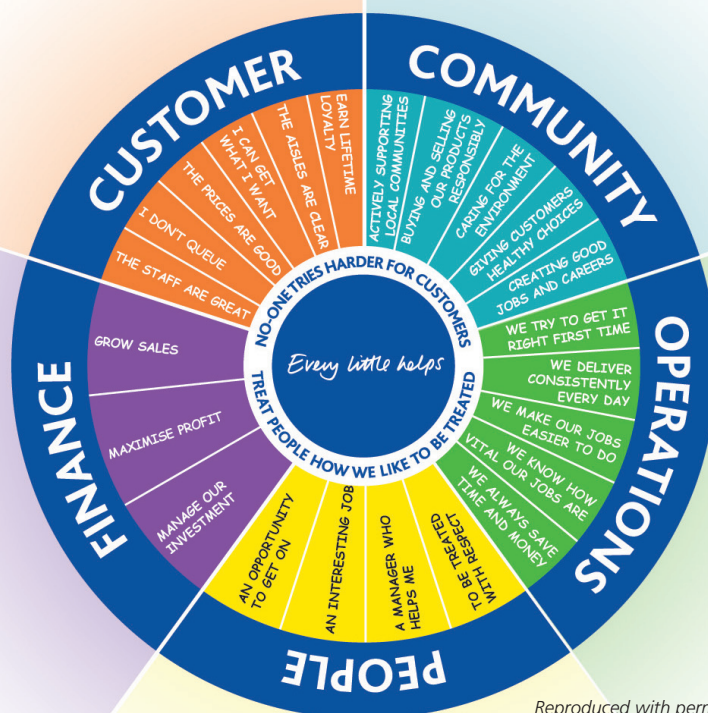 CUSTOMER
EARN LIFETIME
LOYALTY
THE AISLES ARE CLEAR
I CAN GET
WHAT I WANT
THE PRICES ARE GOOD
I DON'T QUEUE
THE STAFF ARE GREAT
COMMUNITY
ACTIVELY SUPPORTING
LOCAL COMMUNITIES
BUYING AND SELLING
OUR PRODUCTS
RESPONSIBLY
CARING FOR THE
ENVIRONMENT
GIVING CUSTOMERS
HEALTHY CHOICES
CREATING GOOD
JOBS AND CAREERS
OPERATIONS
WE TRY TO GET IT
RIGHT FIRST TIME
WE DELIVER
CONSISTENTLY
EVERY DAY
WE MAKE OUR JOBS
EASIER TO DO
WE KNOW HOW
VITAL OUR JOBS ARE
WE ALWAYS SAVE
TIME AND MONEY
PEOPLE
TO BE TREATED
WITH RESPECT
A MANAGER WHO
HELPS ME
AN INTERESTING JOB
AN OPPORTUNITY
TO GET ON
FINANCE
MANAGE OUR
INVESTMENT
MAXIMISE PROFIT
GROW SALES
NO-ONE TRIES HARDER FOR CUSTOMERS
Every little helps
TREAT PEOPLE HOW WE LIKE TO BE TREATED
Reproduced with perr